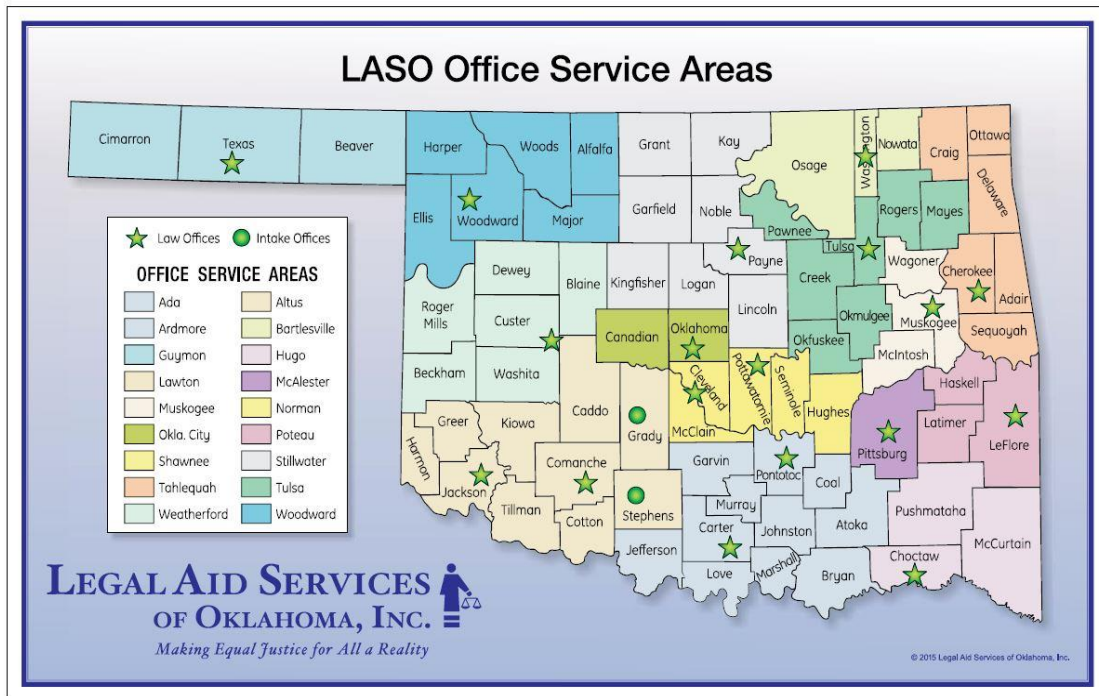 LASO Office Service Areas
Cimarron
Texas
Beaver
Harper
Woods
Alfalfa
Grant
Kay
Osage
Washington
Nowata
Craig
Ottawa
Delaware
Ellis
Woodward
Major
Garfield
Noble
Pawnee
Tulsa
Rogers
Mayes
Payne
Wagoner
Cherokee
Adair
Dewey
Blaine
Kingfisher
Logan
Creek
Roger
Mills
Custer
Lincoln
Okmulgee
Muskogee
Sequoyah
Canadian
Oklahoma
Okfuskee
McIntosh
Beckham
Washita
Caddo
Cleveland
Pottawatomie
Seminole
Hughes
Haskell
Greer
Kiowa
Grady
McClain
Pittsburg
Latimer
LeFlore
Harmon
Jackson
Comanche
Garvin
Pontotoc
Coal
Tillman
Cotton
Stephens
Murray
Carter
Johnston
Atoka
Pushmataha
McCurtain
Jefferson
Love
Marshall
Bryan
Choctaw
Law Offices
Intake Offices
OFFICE SERVICE AREAS
Ada
Altus
Ardmore
Bartlesville
Guymon
Hugo
Lawton
McAlester
Muskogee
Norman
Okla. City
Poteau
Shawnee
Stillwater
Tahlequah
Tulsa
Weatherford
Woodward
LEGAL AID SERVICES
OF OKLAHOMA, INC.
Making Equal Justice for All a Reality
© 2015 Legal Aid Services of Oklahoma, Inc.